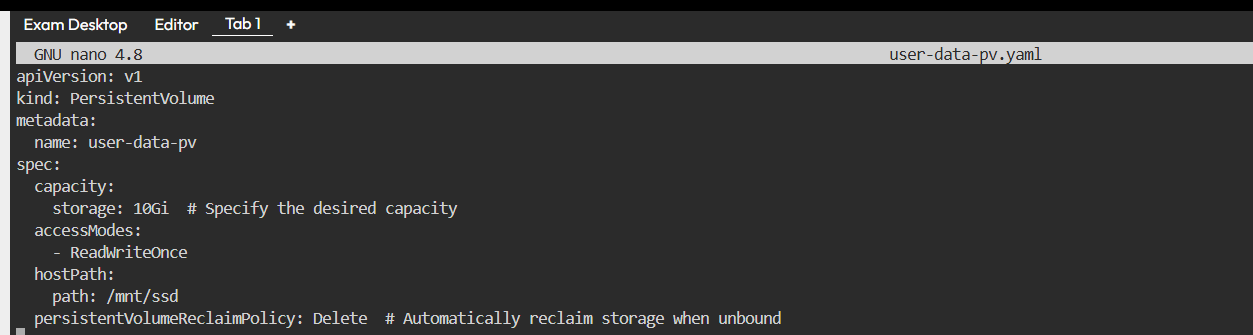 Exam Desktop Editor Tab 1 +
GNU nano 4.8 user-data-pv.yaml
apiVersion: v1
kind: PersistentVolume
metadata:
  name: user-data-pv
spec:
  capacity:
    storage: 10Gi  # Specify the desired capacity
  accessModes:
    - ReadWriteOnce
  hostPath:
    path: /mnt/ssd
  persistentVolumeReclaimPolicy: Delete  # Automatically reclaim storage when unbound